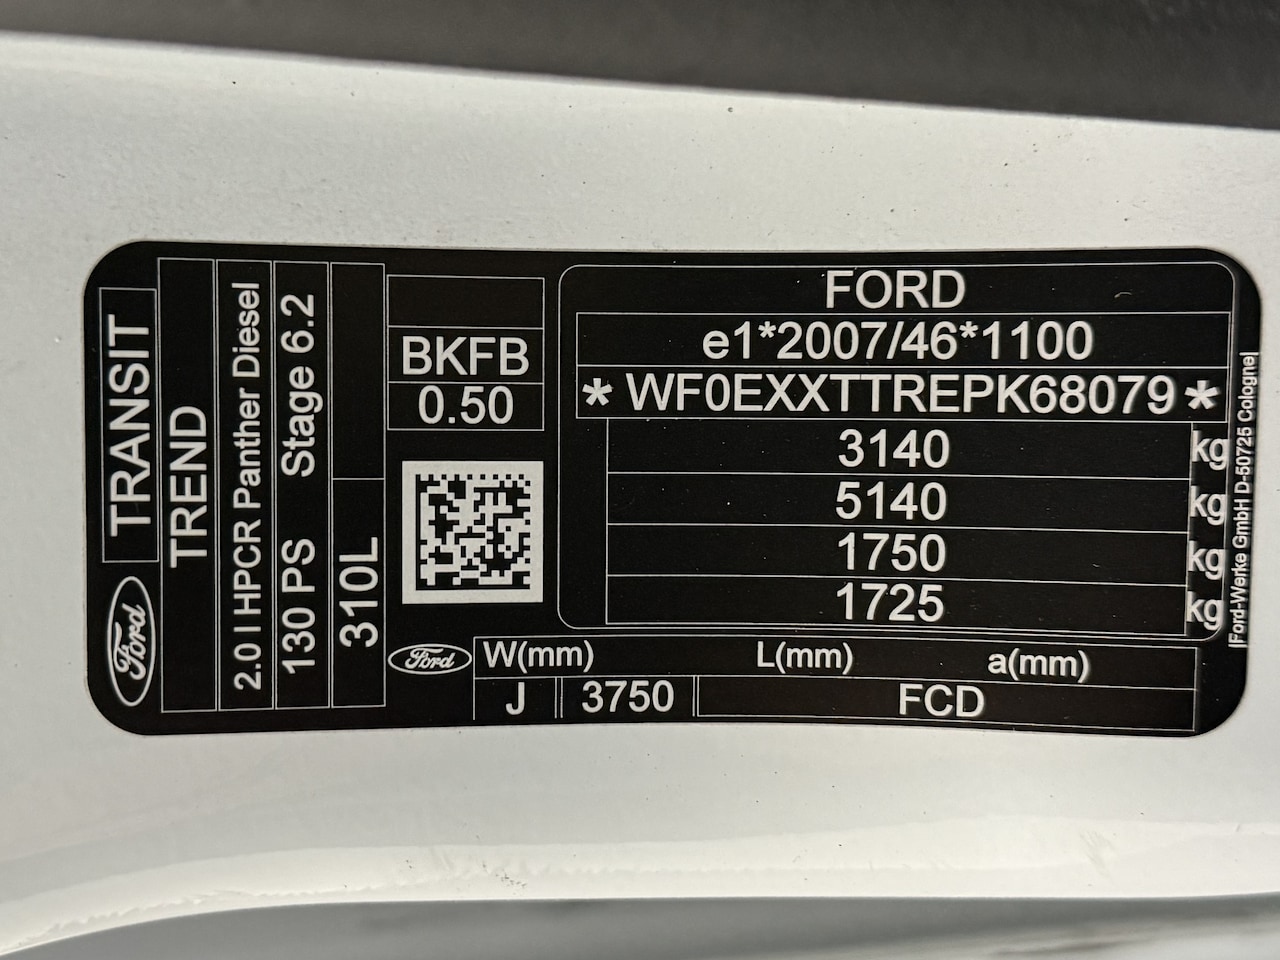 Ford
TRANSIT
TREND
2.0 l HPCR Panther Diesel
130 PS Stage 6.2
310L
BKFB
0.50
FORD
e1*2007/46*1100
* WF0EXXTTREPK68079 *
3140 kg
5140 kg
1750 kg
1725 kg
Ford
W(mm) L(mm) a(mm)
J 3750 FCD
|Ford-Werke GmbH D-50725 Cologne|